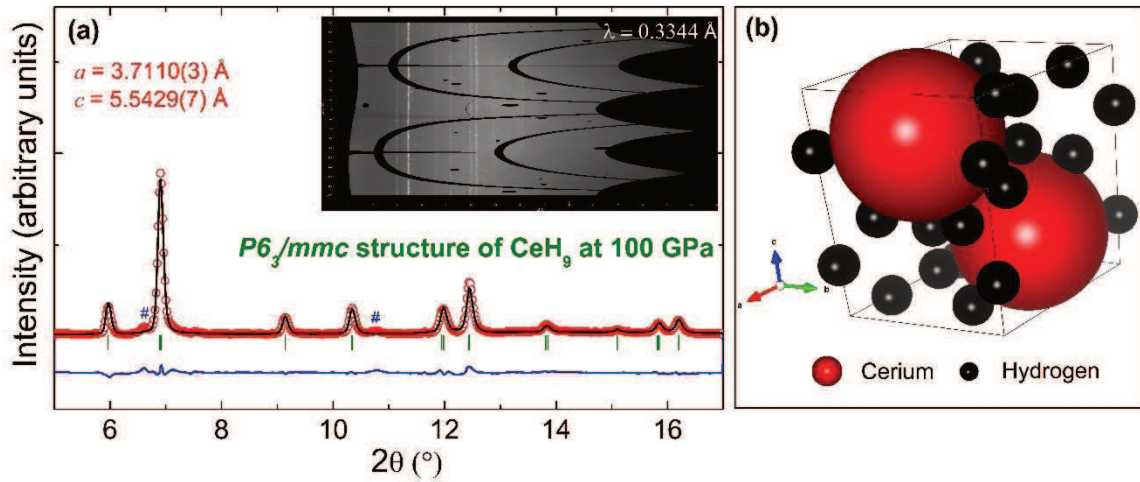 (a)
λ = 0.3344 Å
a = 3.7110(3) Å
c = 5.5429(7) Å
Intensity (arbitrary units)
#
#
P6₃/mmc structure of CeH₉ at 100 GPa
6 8 10 12 14 16
2θ (°)
(b)
c
a
b
Cerium
Hydrogen